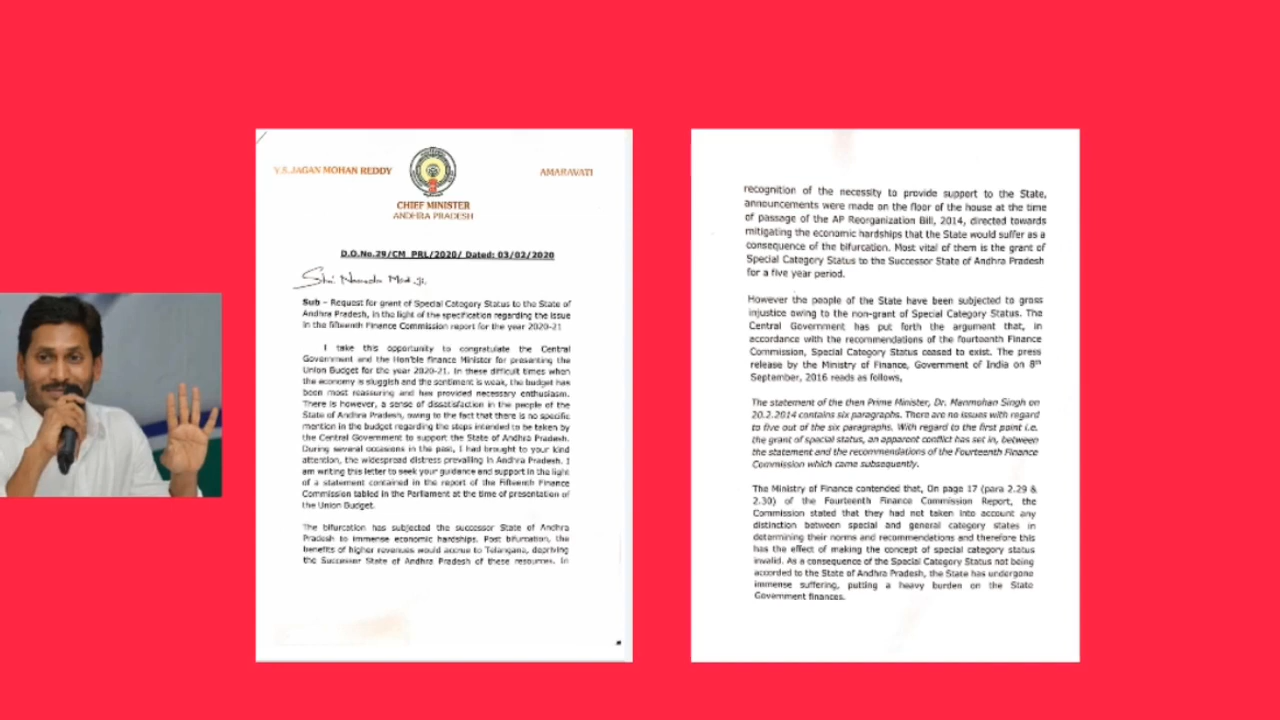 Y.S.JAGAN MOHAN REDDY
AMARAVATI
CHIEF MINISTER
ANDHRA PRADESH
D.O.No.29/CM PRL/2020/ Dated: 03/02/2020
Shri Narendra Modi Ji,
Sub – Request for grant of Special Category Status to the State of
Andhra Pradesh, in the light of the specification regarding the issue
in the fifteenth Finance Commission report for the year 2020-21
I take this opportunity to congratulate the Central
Government and the Hon'ble finance Minister for presenting the
Union Budget for the year 2020-21. In these difficult times when
the economy is sluggish and the sentiment is weak, the budget has
been most reassuring and has provided necessary enthusiasm.
There is however, a sense of dissatisfaction in the people of the
State of Andhra Pradesh, owing to the fact that there is no specific
mention in the budget regarding the steps intended to be taken by
the Central Government to support the State of Andhra Pradesh.
During several occasions in the past, I had brought to your kind
attention, the widespread distress prevailing in Andhra Pradesh. I
am writing this letter to seek your guidance and support in the light
of a statement contained in the report of the Fifteenth Finance
Commission tabled in the Parliament at the time of presentation of
the Union Budget.
The bifurcation has subjected the successor State of Andhra
Pradesh to immense economic hardships. Post bifurcation, the
benefits of higher revenues would accrue to Telangana, depriving
the Successor State of Andhra Pradesh of these resources. In
recognition of the necessity to provide support to the State,
announcements were made on the floor of the house at the time
of passage of the AP Reorganization Bill, 2014, directed towards
mitigating the economic hardships that the State would suffer as a
consequence of the bifurcation. Most vital of them is the grant of
Special Category Status to the Successor State of Andhra Pradesh
for a five year period.
However the people of the State have been subjected to gross
injustice owing to the non-grant of Special Category Status. The
Central Government has put forth the argument that, in
accordance with the recommendations of the fourteenth Finance
Commission, Special Category Status ceased to exist. The press
release by the Ministry of Finance, Government of India on 8th
September, 2016 reads as follows,
The statement of the then Prime Minister, Dr. Manmohan Singh on
20.2.2014 contains six paragraphs. There are no issues with regard
to five out of the six paragraphs. With regard to the first point i.e.
the grant of special status, an apparent conflict has set in, between
the statement and the recommendations of the Fourteenth Finance
Commission which came subsequently.
The Ministry of Finance contended that, On page 17 (para 2.29 &
2.30) of the Fourteenth Finance Commission Report, the
Commission stated that they had not taken into account any
distinction between special and general category states in
determining their norms and recommendations and therefore this
has the effect of making the concept of special category status
invalid. As a consequence of the Special Category Status not being
accorded to the State of Andhra Pradesh, the State has undergone
immense suffering, putting a heavy burden on the State
Government finances.